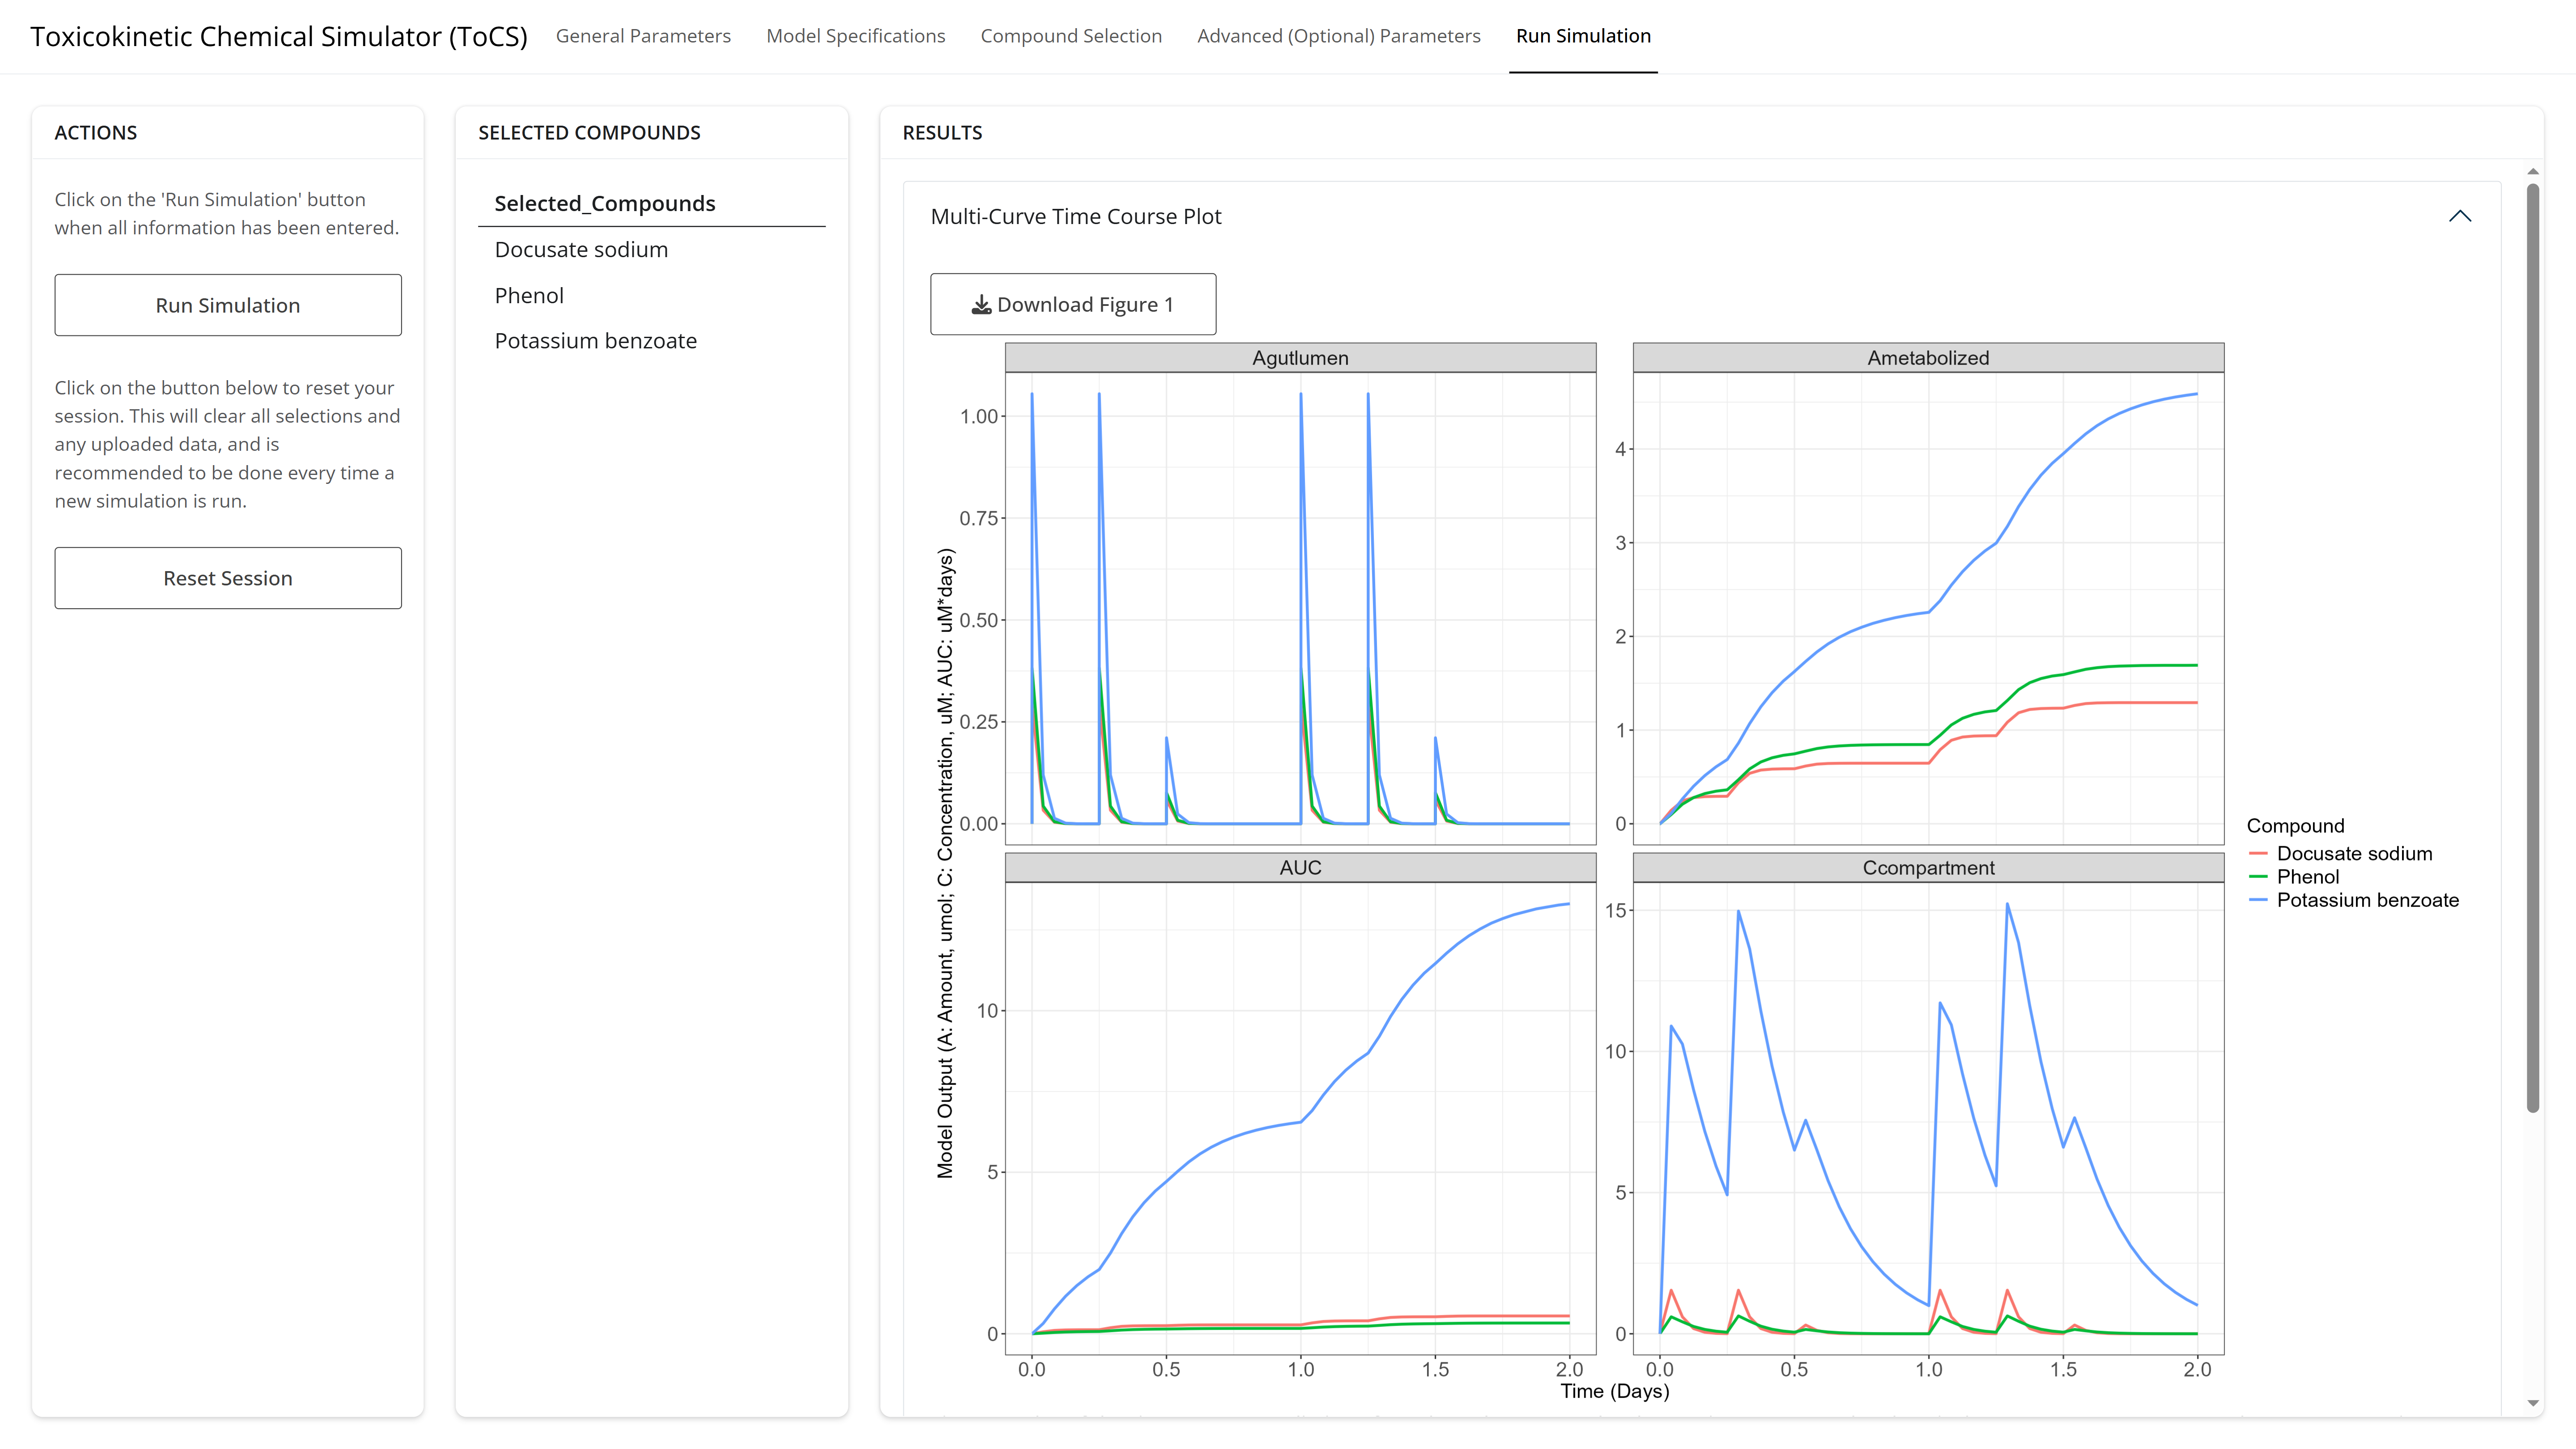 Toxicokinetic Chemical Simulator (ToCS)
General Parameters
Model Specifications
Compound Selection
Advanced (Optional) Parameters
Run Simulation
ACTIONS
Click on the 'Run Simulation' button
when all information has been entered.
Run Simulation
Click on the button below to reset your
session. This will clear all selections and
any uploaded data, and is
recommended to be done every time a
new simulation is run.
Reset Session
SELECTED COMPOUNDS
Selected_Compounds
Docusate sodium
Phenol
Potassium benzoate
RESULTS
Multi-Curve Time Course Plot
Download Figure 1
Model Output (A: Amount, umol; C: Concentration, uM; AUC: uM*days)
Agutlumen
1.00
0.75
0.50
0.25
0.00
Ametabolized
4
3
2
1
0
AUC
10
5
0
0.0
0.5
1.0
1.5
2.0
Ccompartment
15
10
5
0
0.0
0.5
1.0
1.5
2.0
Time (Days)
Compound
Docusate sodium
Phenol
Potassium benzoate